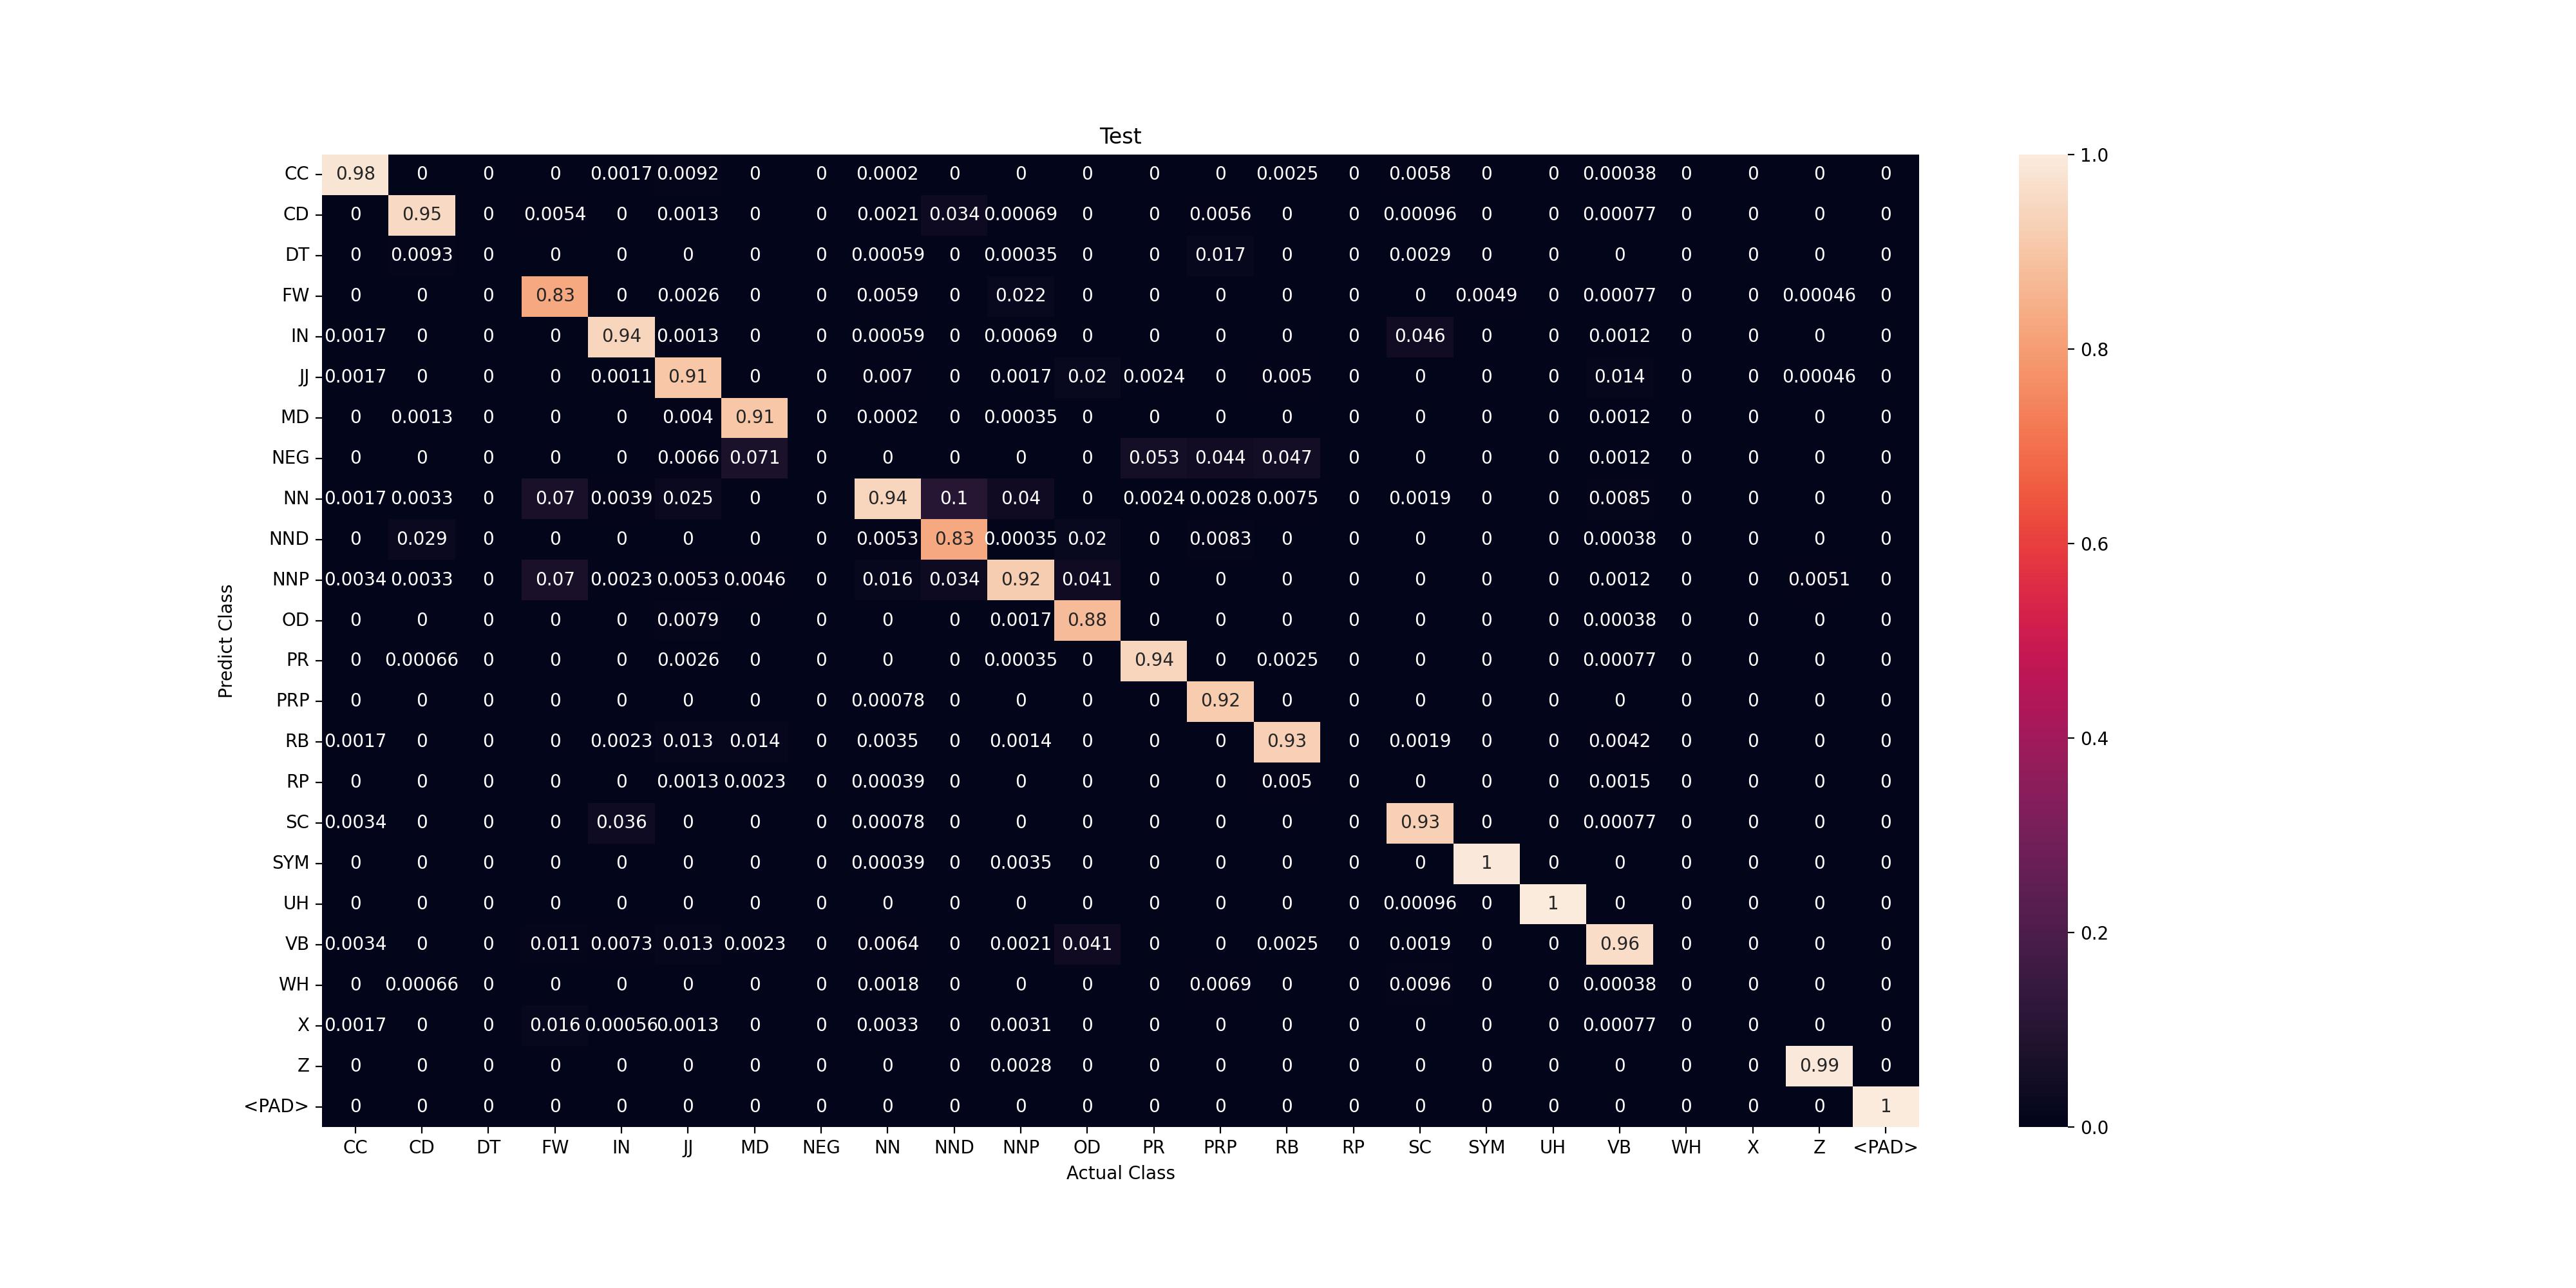 Test
CC 0.98 0 0 0 0.0017 0.0092 0 0 0.0002 0 0 0 0 0 0.0025 0 0.0058 0 0 0.00038 0 0 0 0 1.0
CD 0 0.95 0 0.0054 0 0.0013 0 0 0.0021 0.034 0.00069 0 0 0.0056 0 0 0.00096 0 0 0.00077 0 0 0 0
DT 0 0.0093 0 0 0 0 0 0 0.00059 0 0.00035 0 0 0.017 0 0 0.0029 0 0 0 0 0 0 0
FW 0 0 0 0.83 0 0.0026 0 0 0.0059 0 0.022 0 0 0 0 0 0 0.0049 0 0.00077 0 0 0.00046 0
IN 0.0017 0 0 0 0.94 0.0013 0 0 0.00059 0 0.00069 0 0 0 0 0 0.046 0 0 0.0012 0 0 0 0
0.8
JJ 0.0017 0 0 0 0.0011 0.91 0 0 0.007 0 0.0017 0.02 0.0024 0 0.005 0 0 0 0 0.014 0 0 0.00046 0
MD 0 0.0013 0 0 0 0.004 0.91 0 0.0002 0 0.00035 0 0 0 0 0 0 0 0 0.0012 0 0 0 0
NEG 0 0 0 0 0 0.0066 0.071 0 0 0 0 0 0.053 0.044 0.047 0 0 0 0 0.0012 0 0 0 0
NN 0.0017 0.0033 0 0.07 0.0039 0.025 0 0 0.94 0.1 0.04 0 0.0024 0.0028 0.0075 0 0.0019 0 0 0.0085 0 0 0 0
NND 0 0.029 0 0 0 0 0 0 0.0053 0.83 0.00035 0.02 0 0.0083 0 0 0 0 0 0.00038 0 0 0 0 0.6
NNP 0.0034 0.0033 0 0.07 0.0023 0.0053 0.0046 0 0.016 0.034 0.92 0.041 0 0 0 0 0 0 0 0.0012 0 0 0.0051 0
OD 0 0 0 0 0 0.0079 0 0 0 0 0.0017 0.88 0 0 0 0 0 0 0 0.00038 0 0 0 0
Predict Class
PR 0 0.00066 0 0 0 0.0026 0 0 0 0 0.00035 0 0.94 0 0.0025 0 0 0 0 0.00077 0 0 0 0
PRP 0 0 0 0 0 0 0 0 0.00078 0 0 0 0 0.92 0 0 0 0 0 0 0 0 0 0
RB 0.0017 0 0 0 0.0023 0.013 0.014 0 0.0035 0 0.0014 0 0 0 0.93 0 0.0019 0 0 0.0042 0 0 0 0 0.4
RP 0 0 0 0 0 0.0013 0.0023 0 0.00039 0 0 0 0 0 0.005 0 0 0 0 0.0015 0 0 0 0
SC 0.0034 0 0 0 0.036 0 0 0 0.00078 0 0 0 0 0 0 0 0.93 0 0 0.00077 0 0 0 0
SYM 0 0 0 0 0 0 0 0 0.00039 0 0.0035 0 0 0 0 0 0 1 0 0 0 0 0 0
UH 0 0 0 0 0 0 0 0 0 0 0 0 0 0 0 0 0.00096 0 1 0 0 0 0 0
VB 0.0034 0 0 0.011 0.0073 0.013 0.0023 0 0.0064 0 0.0021 0.041 0 0 0.0025 0 0.0019 0 0 0.96 0 0 0 0 0.2
WH 0 0.00066 0 0 0 0 0 0 0.0018 0 0 0 0 0.0069 0 0 0.0096 0 0 0.00038 0 0 0 0
X 0.0017 0 0 0.016 0.00056 0.0013 0 0 0.0033 0 0.0031 0 0 0 0 0 0 0 0 0.00077 0 0 0 0
Z 0 0 0 0 0 0 0 0 0 0 0.0028 0 0 0 0 0 0 0 0 0 0 0 0.99 0
<PAD> 0 0 0 0 0 0 0 0 0 0 0 0 0 0 0 0 0 0 0 0 0 0 0 1
0.0
CC CD DT FW IN JJ MD NEG NN NND NNP OD PR PRP RB RP SC SYM UH VB WH X Z <PAD>
Actual Class